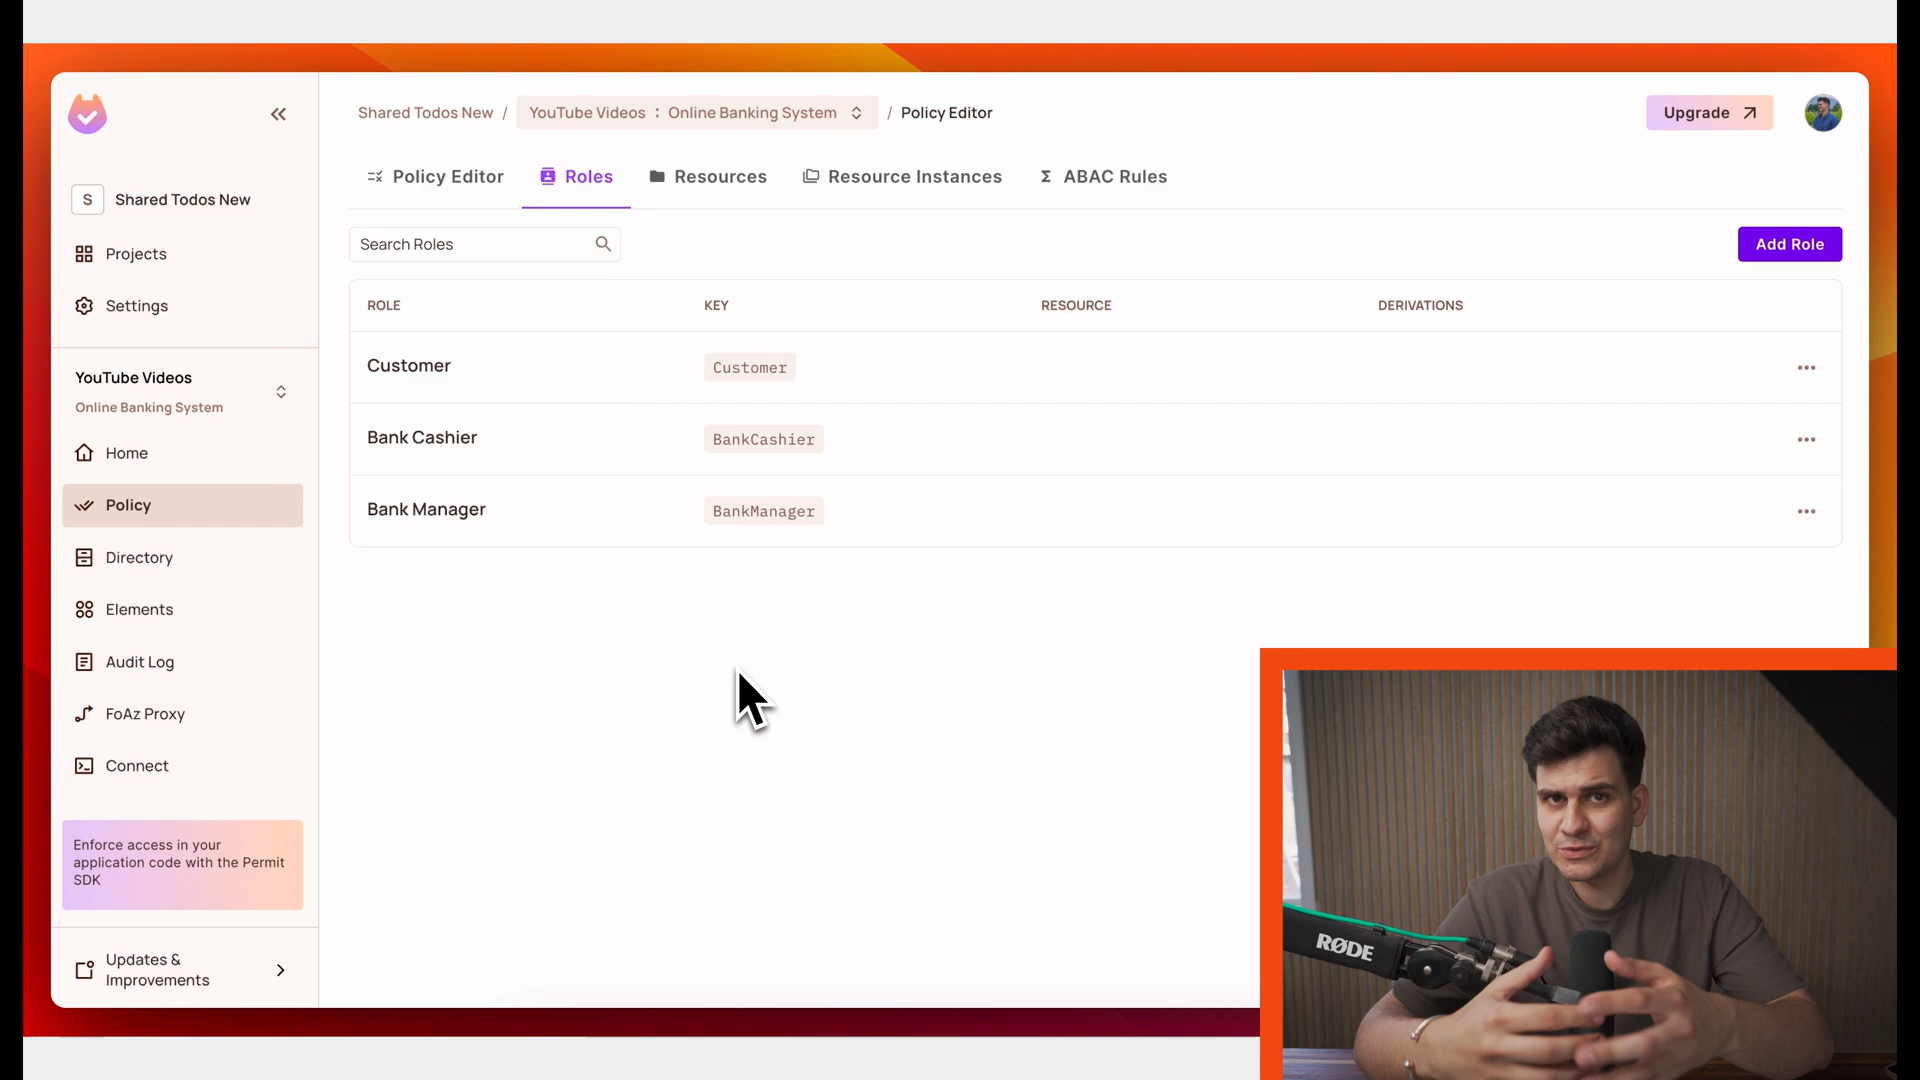 Shared Todos New / YouTube Videos : Online Banking System / Policy Editor
Upgrade
Policy Editor
Roles
Resources
Resource Instances
ABAC Rules
S
Shared Todos New
Projects
Settings
YouTube Videos
Online Banking System
Home
Policy
Directory
Elements
Audit Log
FoAz Proxy
Connect
Enforce access in your
application code with the Permit
SDK
Updates &
Improvements
Search Roles
Add Role
ROLE KEY RESOURCE DERIVATIONS
Customer Customer
Bank Cashier BankCashier
Bank Manager BankManager
RØDE